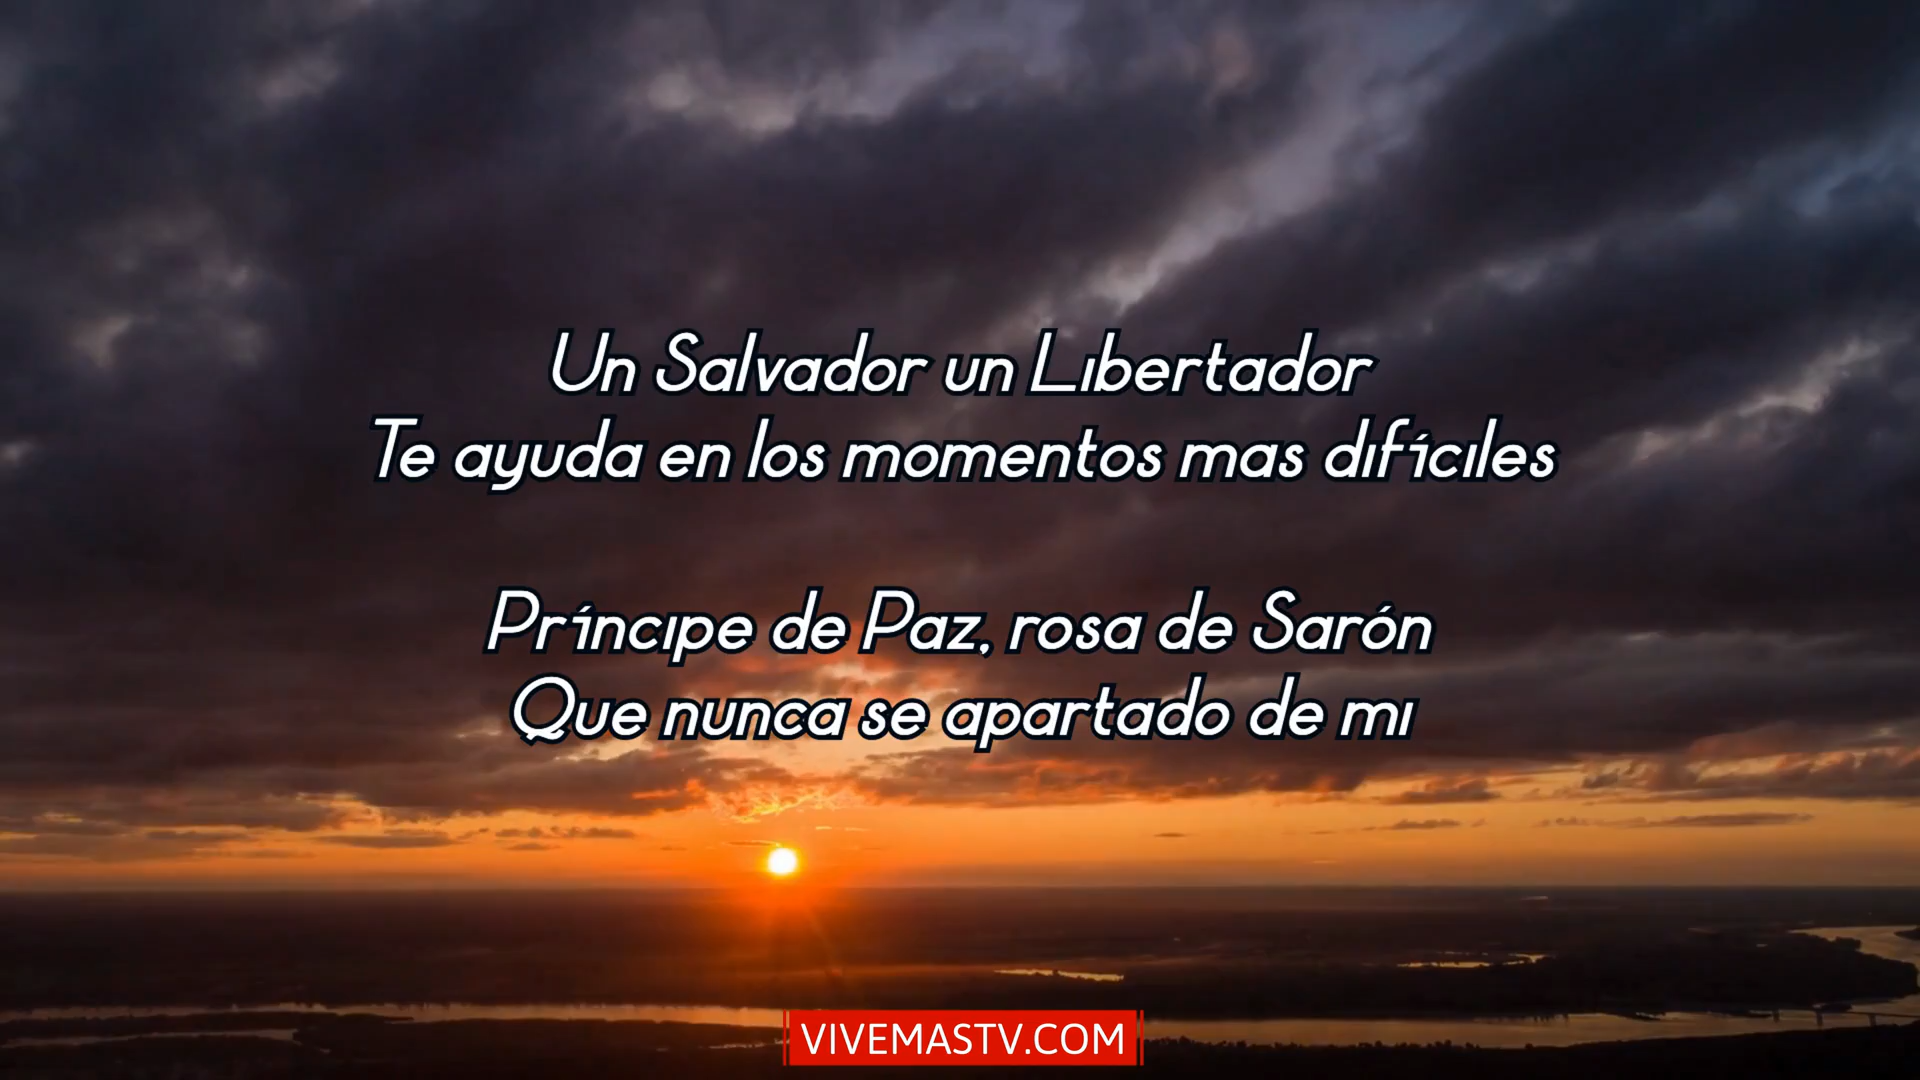 Un Salvador un Libertador
Te ayuda en los momentos mas difíciles
Príncipe de Paz, rosa de Sarón
Que nunca se apartado de mi
VIVEMASTV.COM